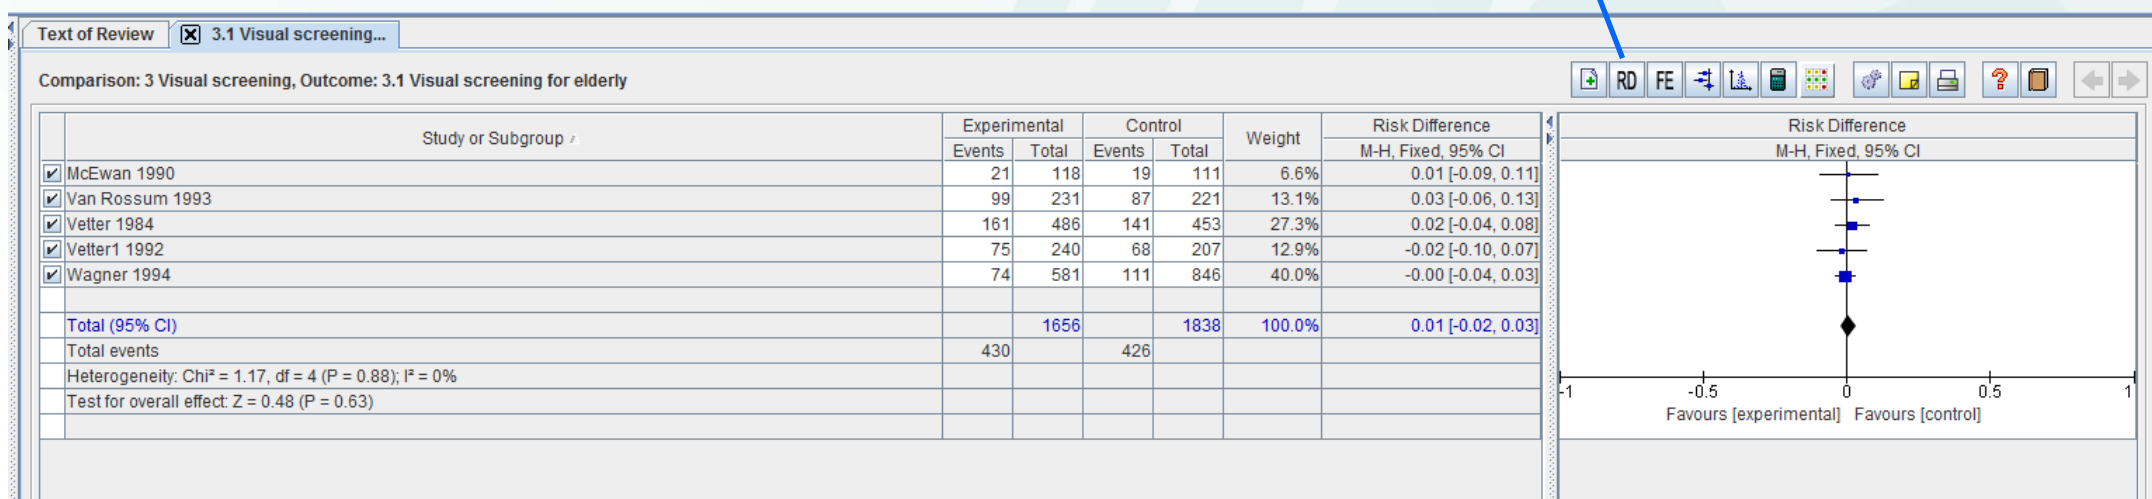 Text of Review 3.1 Visual screening...
Comparison: 3 Visual screening, Outcome: 3.1 Visual screening for elderly RD FE ?
Study or Subgroup Experimental Control Weight Risk Difference Risk Difference
Events Total Events Total M-H, Fixed, 95% CI M-H, Fixed, 95% CI
McEwan 1990 21 118 19 111 6.6% 0.01 [-0.09, 0.11]
Van Rossum 1993 99 231 87 221 13.1% 0.03 [-0.06, 0.13]
Vetter 1984 161 486 141 453 27.3% 0.02 [-0.04, 0.08]
Vetter1 1992 75 240 68 207 12.9% -0.02 [-0.10, 0.07]
Wagner 1994 74 581 111 846 40.0% -0.00 [-0.04, 0.03]
Total (95% CI) 1656 1838 100.0% 0.01 [-0.02, 0.03]
Total events 430 426
Heterogeneity: Chi² = 1.17, df = 4 (P = 0.88); I² = 0%
Test for overall effect: Z = 0.48 (P = 0.63)
-1 -0.5 0 0.5 1
Favours [experimental] Favours [control]